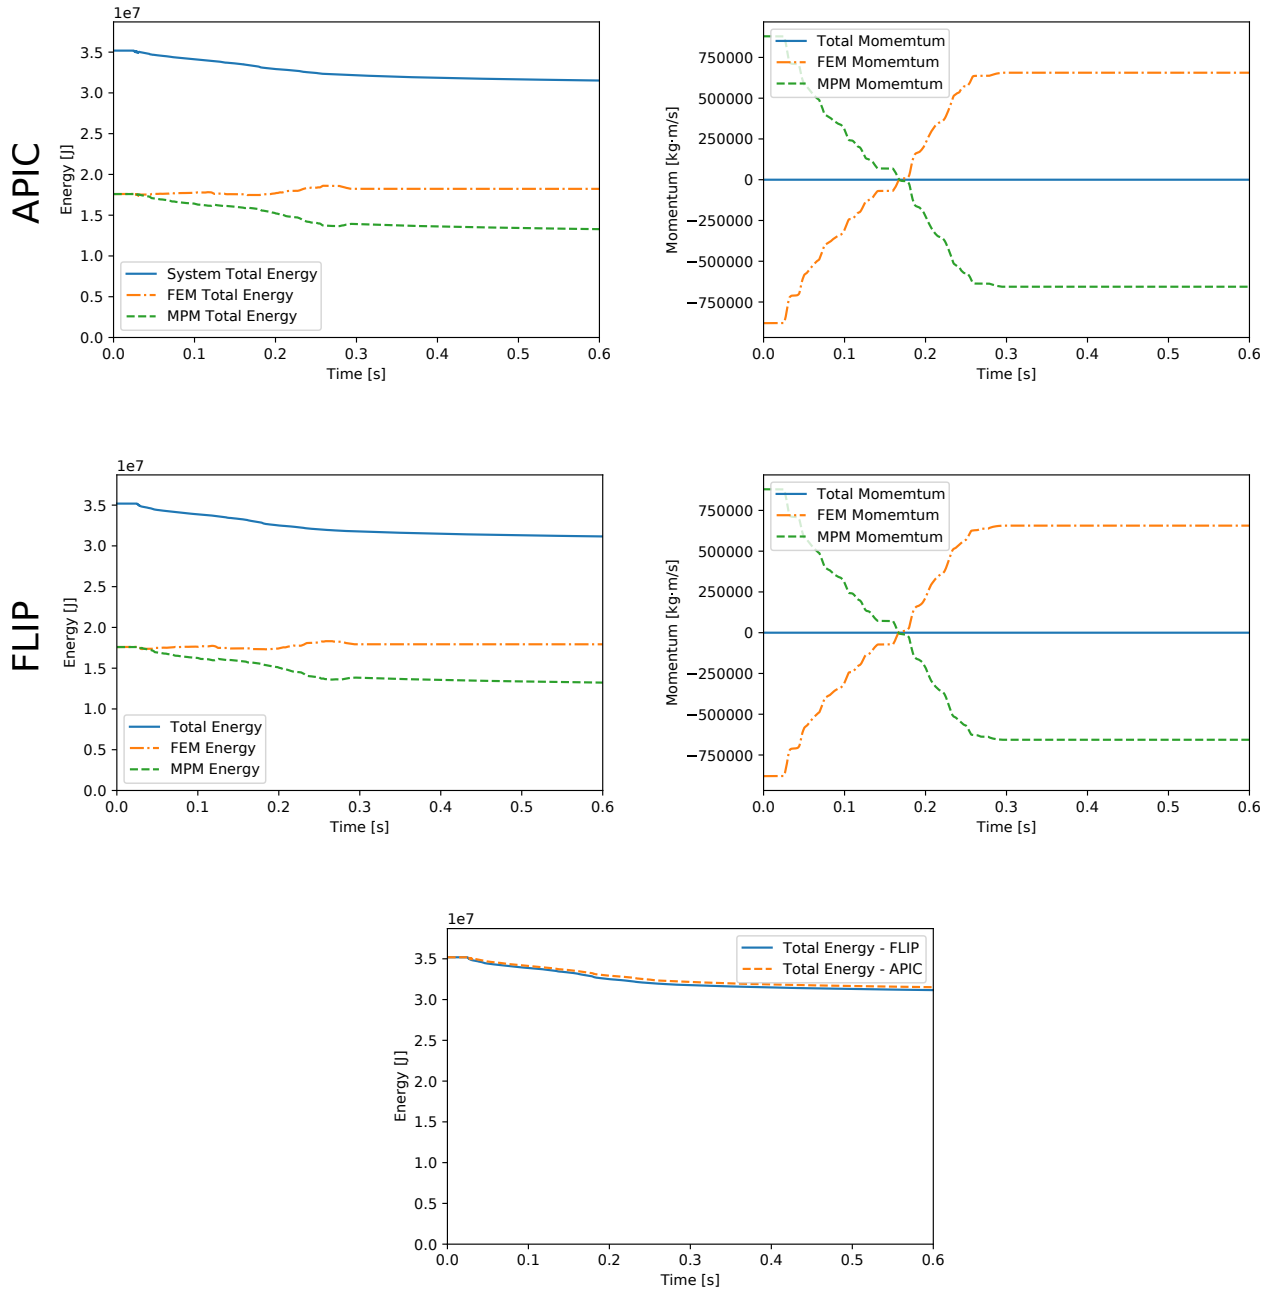 APIC
1e7
Energy [J]
3.5
3.0
2.5
2.0
1.5
1.0
0.5
0.0
System Total Energy
FEM Total Energy
MPM Total Energy
0.0 0.1 0.2 0.3 0.4 0.5 0.6
Time [s]
Momentum [kg·m/s]
750000
500000
250000
0
−250000
−500000
−750000
Total Momemtum
FEM Momemtum
MPM Momemtum
0.0 0.1 0.2 0.3 0.4 0.5 0.6
Time [s]
FLIP
1e7
Energy [J]
3.5
3.0
2.5
2.0
1.5
1.0
0.5
0.0
Total Energy
FEM Energy
MPM Energy
0.0 0.1 0.2 0.3 0.4 0.5 0.6
Time [s]
Momentum [kg·m/s]
750000
500000
250000
0
−250000
−500000
−750000
Total Momemtum
FEM Momemtum
MPM Momemtum
0.0 0.1 0.2 0.3 0.4 0.5 0.6
Time [s]
1e7
Energy [J]
3.5
3.0
2.5
2.0
1.5
1.0
0.5
0.0
Total Energy - FLIP
Total Energy - APIC
0.0 0.1 0.2 0.3 0.4 0.5 0.6
Time [s]